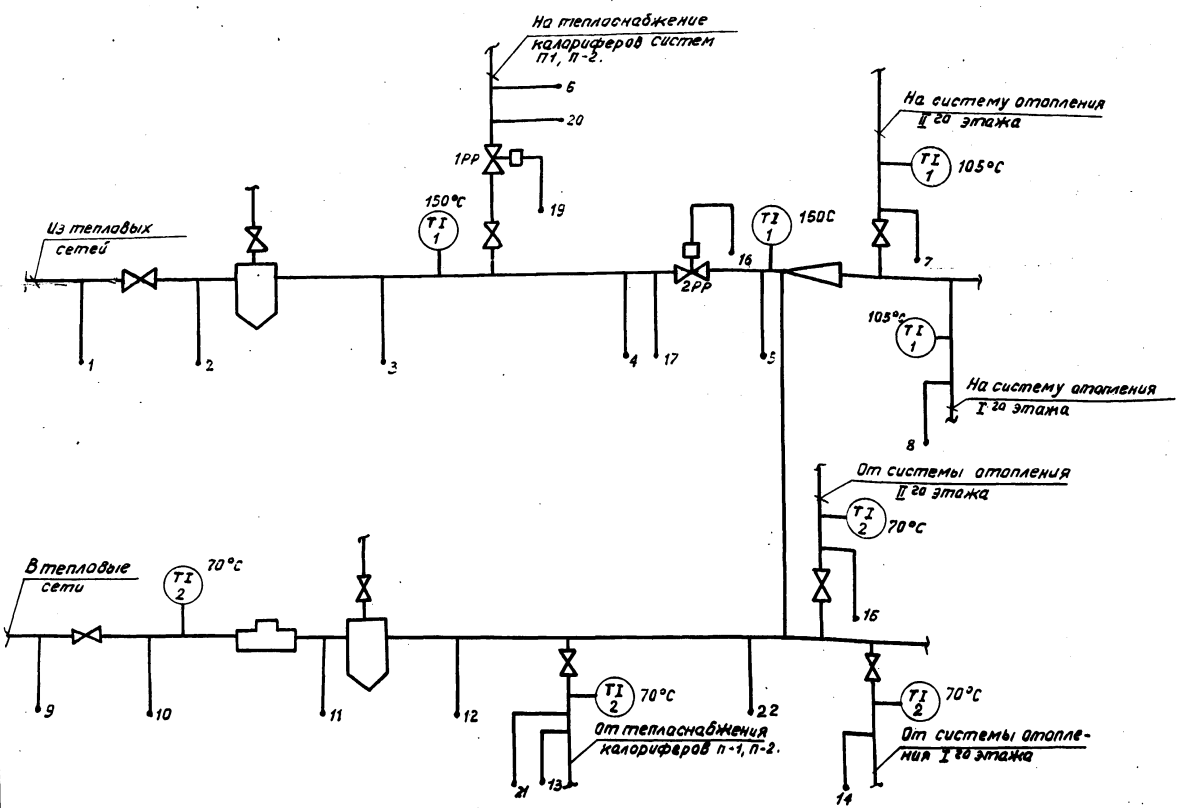 На тепласнабжение
калориферов систем
П1, П-2.
6
20
1РР
19
150°С
TI
1
Из тепловых
сетей
1
2
3
4
17
2РР
16
TI
1
150С
5
На систему отопления
II го этажа
TI
1
105°С
7
105°С
TI
1
На систему отопления
I го этажа
8
От системы отопления
II го этажа
TI
2
70°С
15
В тепловые
сети
TI
2
70°С
9
10
11
12
TI
2
70°С
От тепласнабжения
калориферов п-1, п-2.
21
13
22
TI
2
70°С
От системы отопле-
ния I го этажа
14